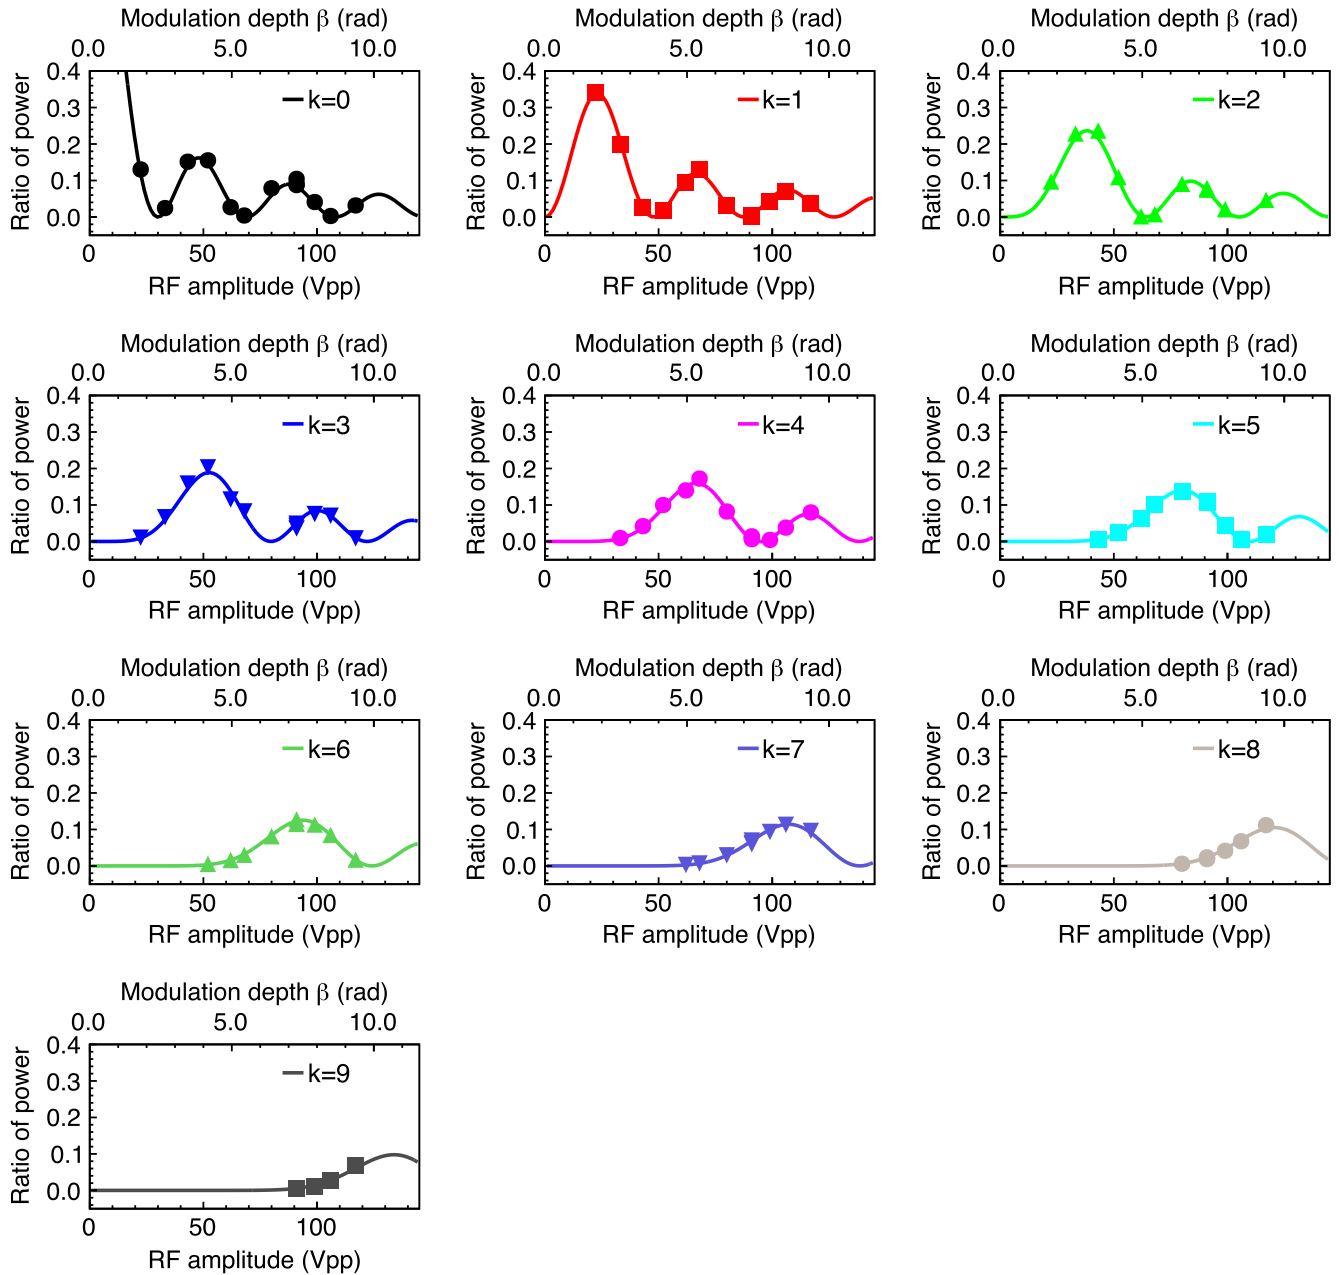 Modulation depth β (rad)
0.0 5.0 10.0
Ratio of power
0.4
0.3
0.2
0.1
0.0
k=0
0 50 100
RF amplitude (Vpp)
Modulation depth β (rad)
0.0 5.0 10.0
Ratio of power
0.4
0.3
0.2
0.1
0.0
k=1
0 50 100
RF amplitude (Vpp)
Modulation depth β (rad)
0.0 5.0 10.0
Ratio of power
0.4
0.3
0.2
0.1
0.0
k=2
0 50 100
RF amplitude (Vpp)
Modulation depth β (rad)
0.0 5.0 10.0
Ratio of power
0.4
0.3
0.2
0.1
0.0
k=3
0 50 100
RF amplitude (Vpp)
Modulation depth β (rad)
0.0 5.0 10.0
Ratio of power
0.4
0.3
0.2
0.1
0.0
k=4
0 50 100
RF amplitude (Vpp)
Modulation depth β (rad)
0.0 5.0 10.0
Ratio of power
0.4
0.3
0.2
0.1
0.0
k=5
0 50 100
RF amplitude (Vpp)
Modulation depth β (rad)
0.0 5.0 10.0
Ratio of power
0.4
0.3
0.2
0.1
0.0
k=6
0 50 100
RF amplitude (Vpp)
Modulation depth β (rad)
0.0 5.0 10.0
Ratio of power
0.4
0.3
0.2
0.1
0.0
k=7
0 50 100
RF amplitude (Vpp)
Modulation depth β (rad)
0.0 5.0 10.0
Ratio of power
0.4
0.3
0.2
0.1
0.0
k=8
0 50 100
RF amplitude (Vpp)
Modulation depth β (rad)
0.0 5.0 10.0
Ratio of power
0.4
0.3
0.2
0.1
0.0
k=9
0 50 100
RF amplitude (Vpp)